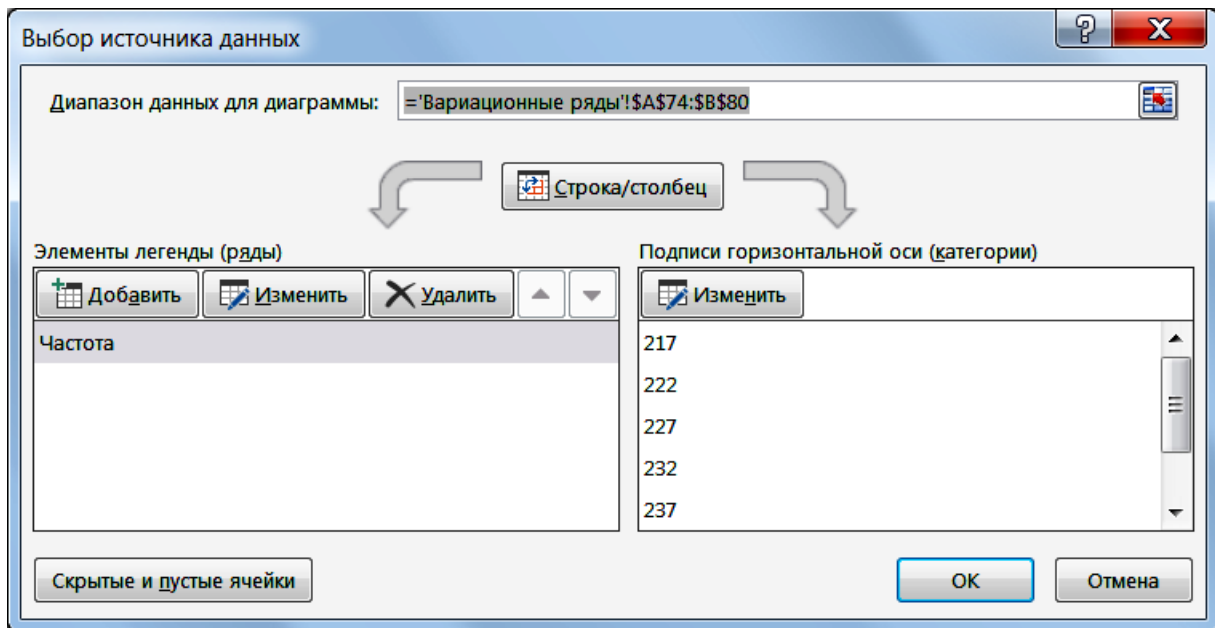 Выбор источника данных
Диапазон данных для диаграммы: ='Вариационные ряды'!$A$74:$B$80
Строка/столбец
Элементы легенды (ряды)
Добавить Изменить Удалить
Частота
Подписи горизонтальной оси (категории)
Изменить
217
222
227
232
237
Скрытые и пустые ячейки
ОК Отмена